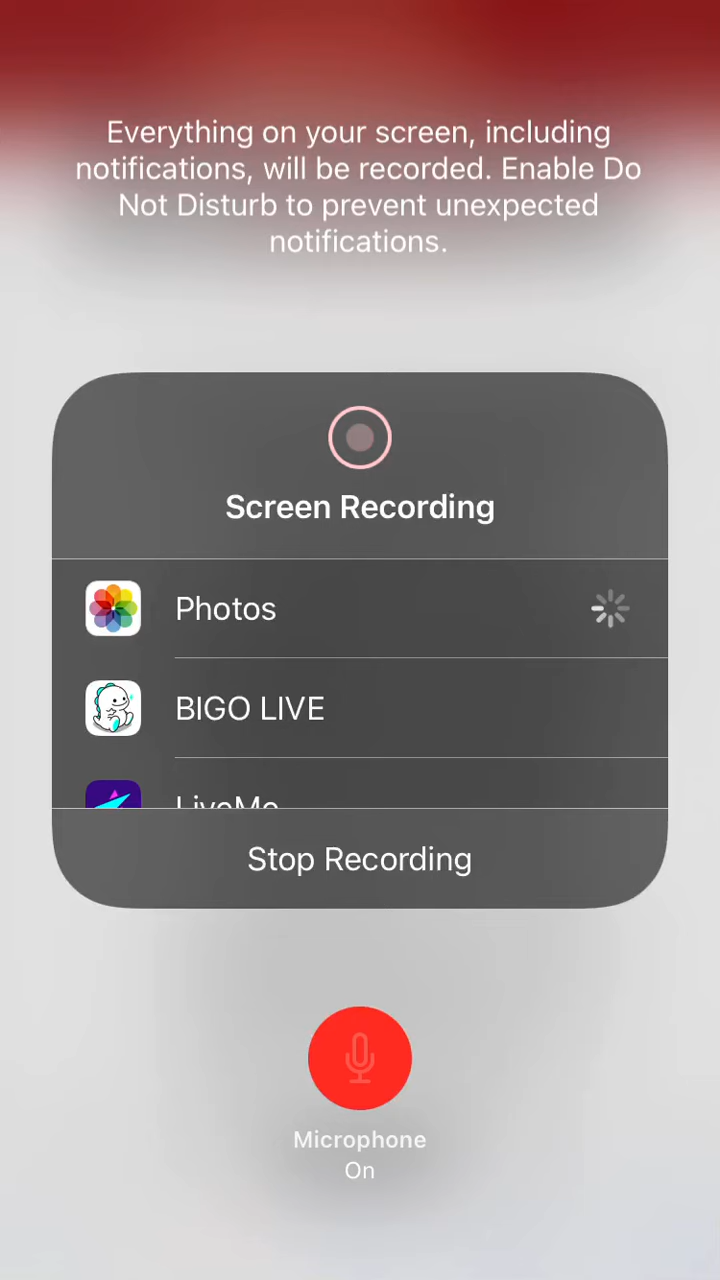 Everything on your screen, including
notifications, will be recorded. Enable Do
Not Disturb to prevent unexpected
notifications.
Screen Recording
Photos
BIGO LIVE
LiveMe
Stop Recording
Microphone
On